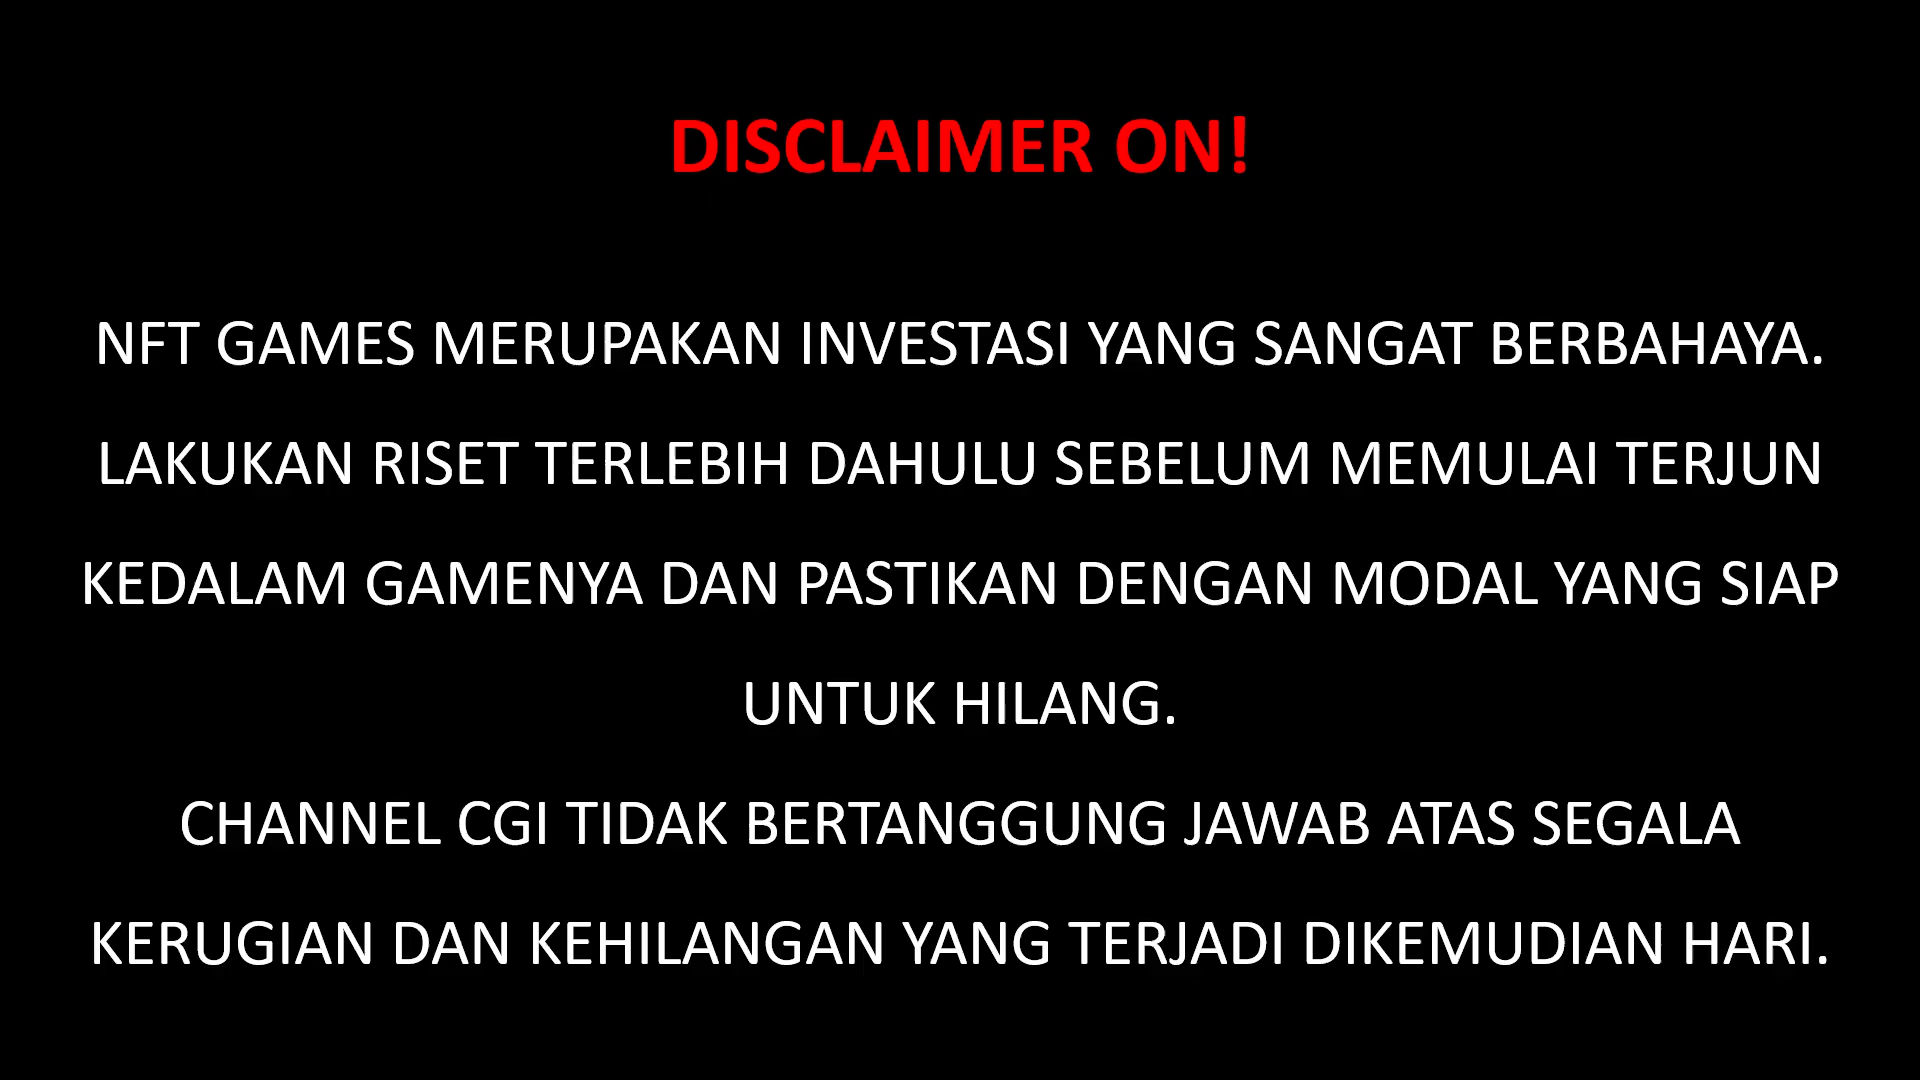 DISCLAIMER ON!
NFT GAMES MERUPAKAN INVESTASI YANG SANGAT BERBAHAYA.
LAKUKAN RISET TERLEBIH DAHULU SEBELUM MEMULAI TERJUN
KEDALAM GAMENYA DAN PASTIKAN DENGAN MODAL YANG SIAP
UNTUK HILANG.
CHANNEL CGI TIDAK BERTANGGUNG JAWAB ATAS SEGALA
KERUGIAN DAN KEHILANGAN YANG TERJADI DIKEMUDIAN HARI.